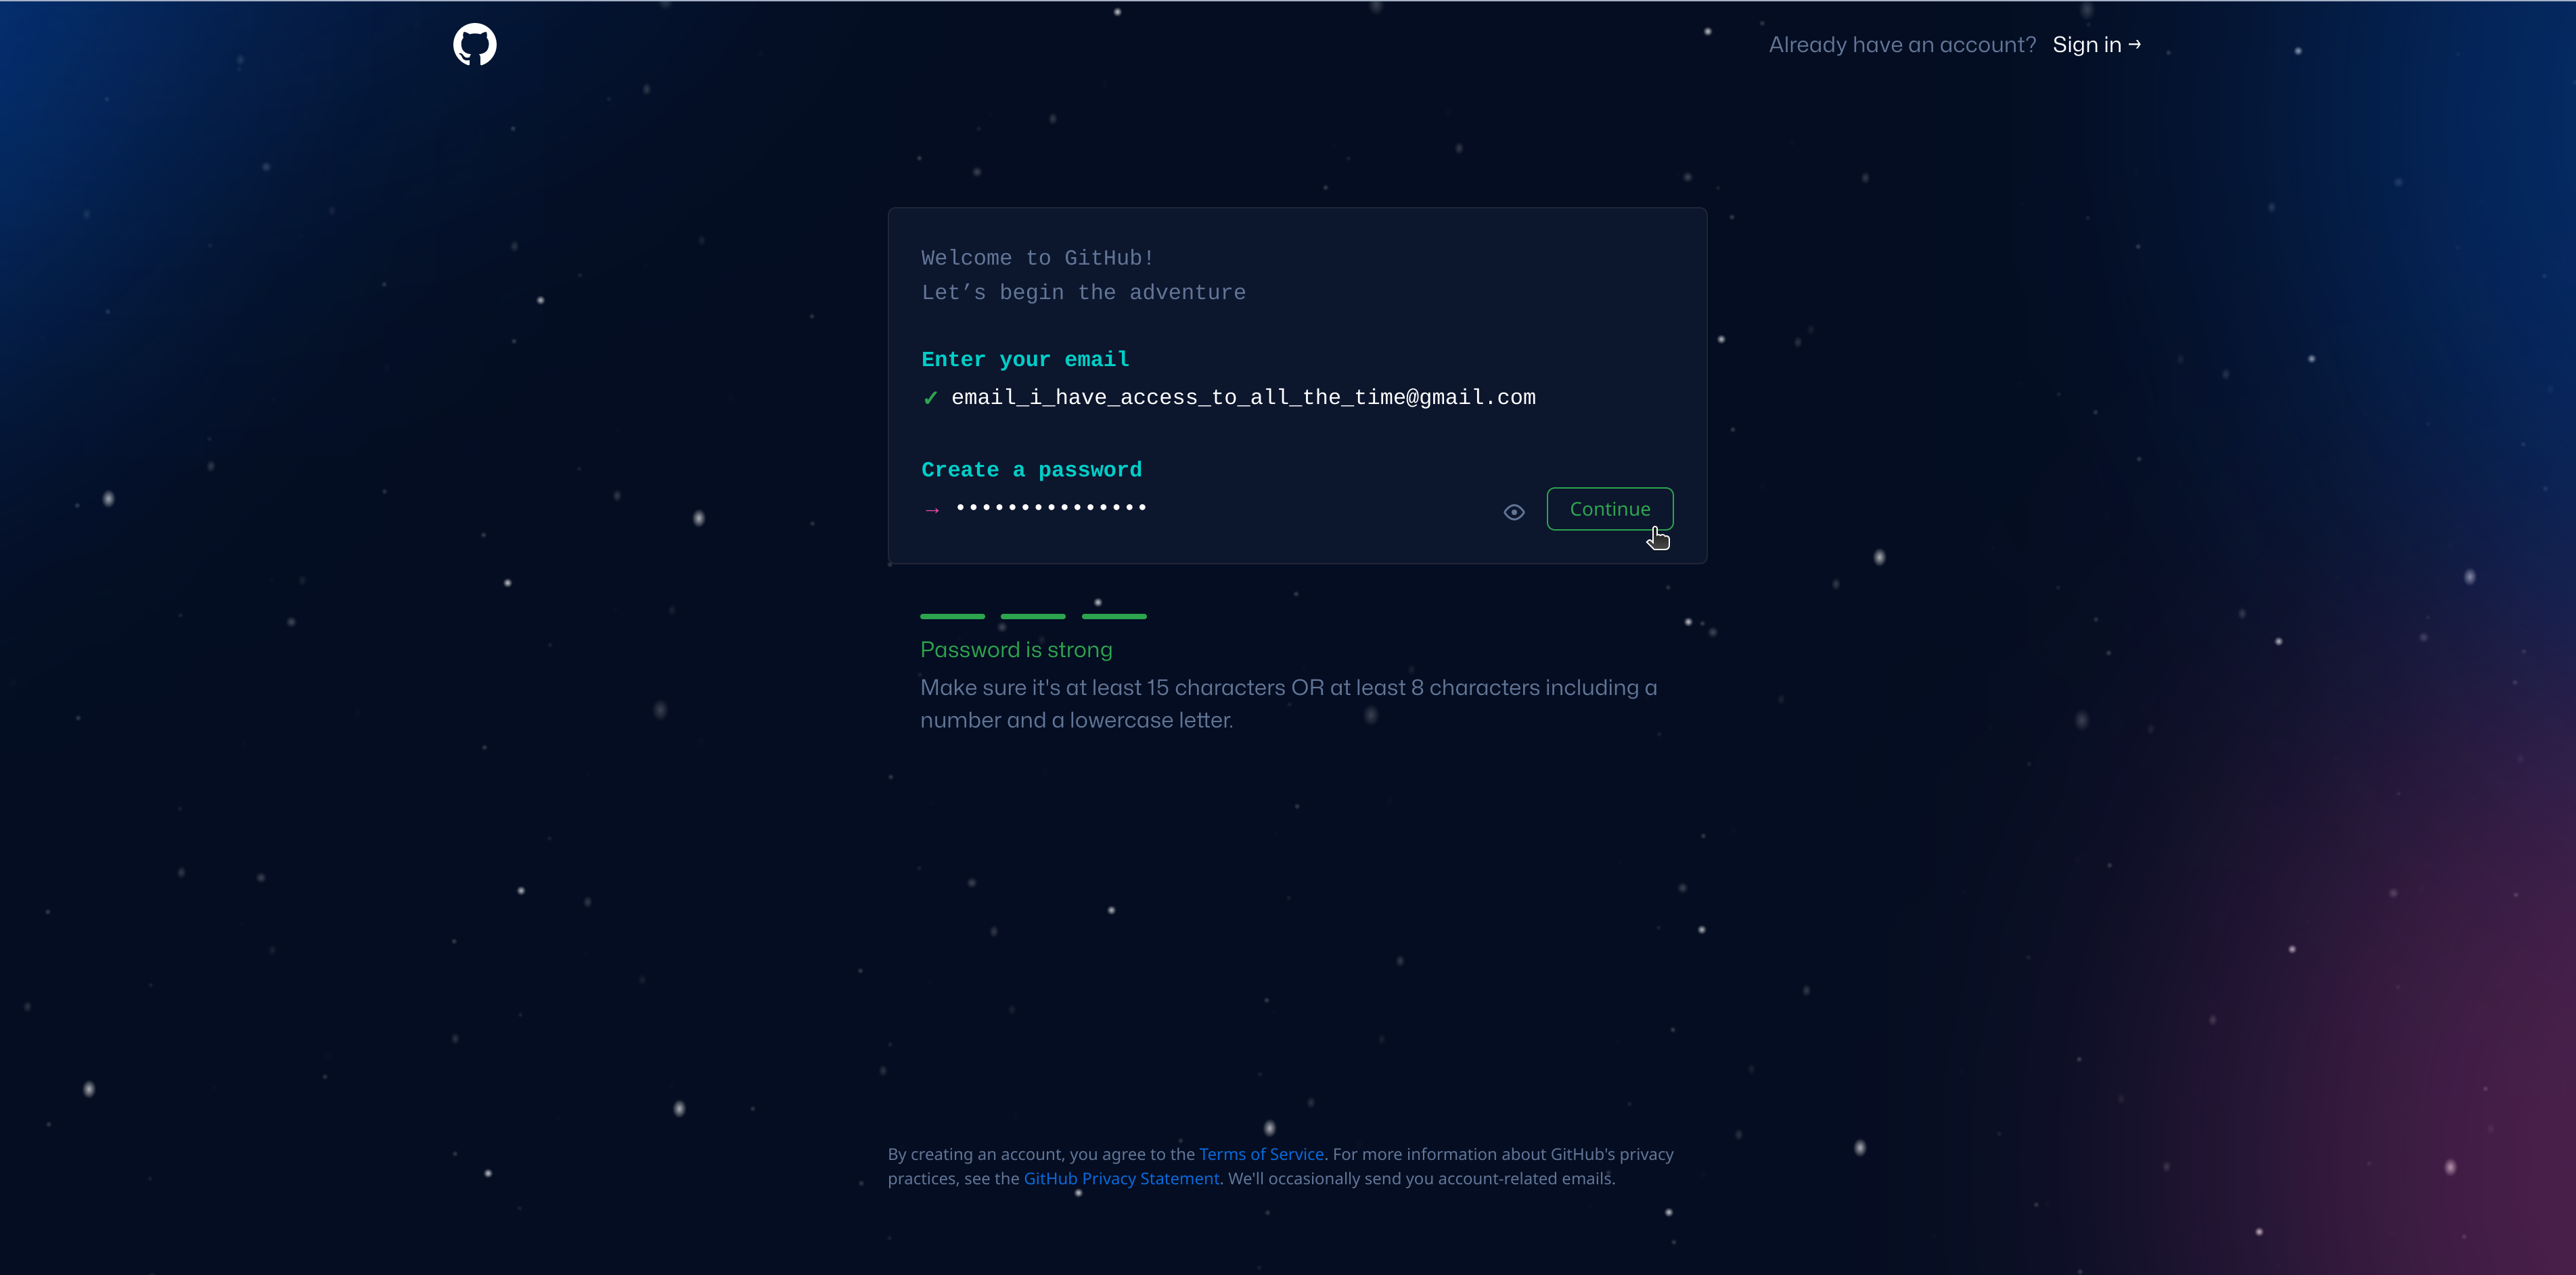 Already have an account? Sign in →
Welcome to GitHub!
Let’s begin the adventure
Enter your email
✓ email_i_have_access_to_all_the_time@gmail.com
Create a password
→ •••••••••••••••
Continue
Password is strong
Make sure it's at least 15 characters OR at least 8 characters including a
number and a lowercase letter.
By creating an account, you agree to the Terms of Service. For more information about GitHub's privacy
practices, see the GitHub Privacy Statement. We'll occasionally send you account-related emails.